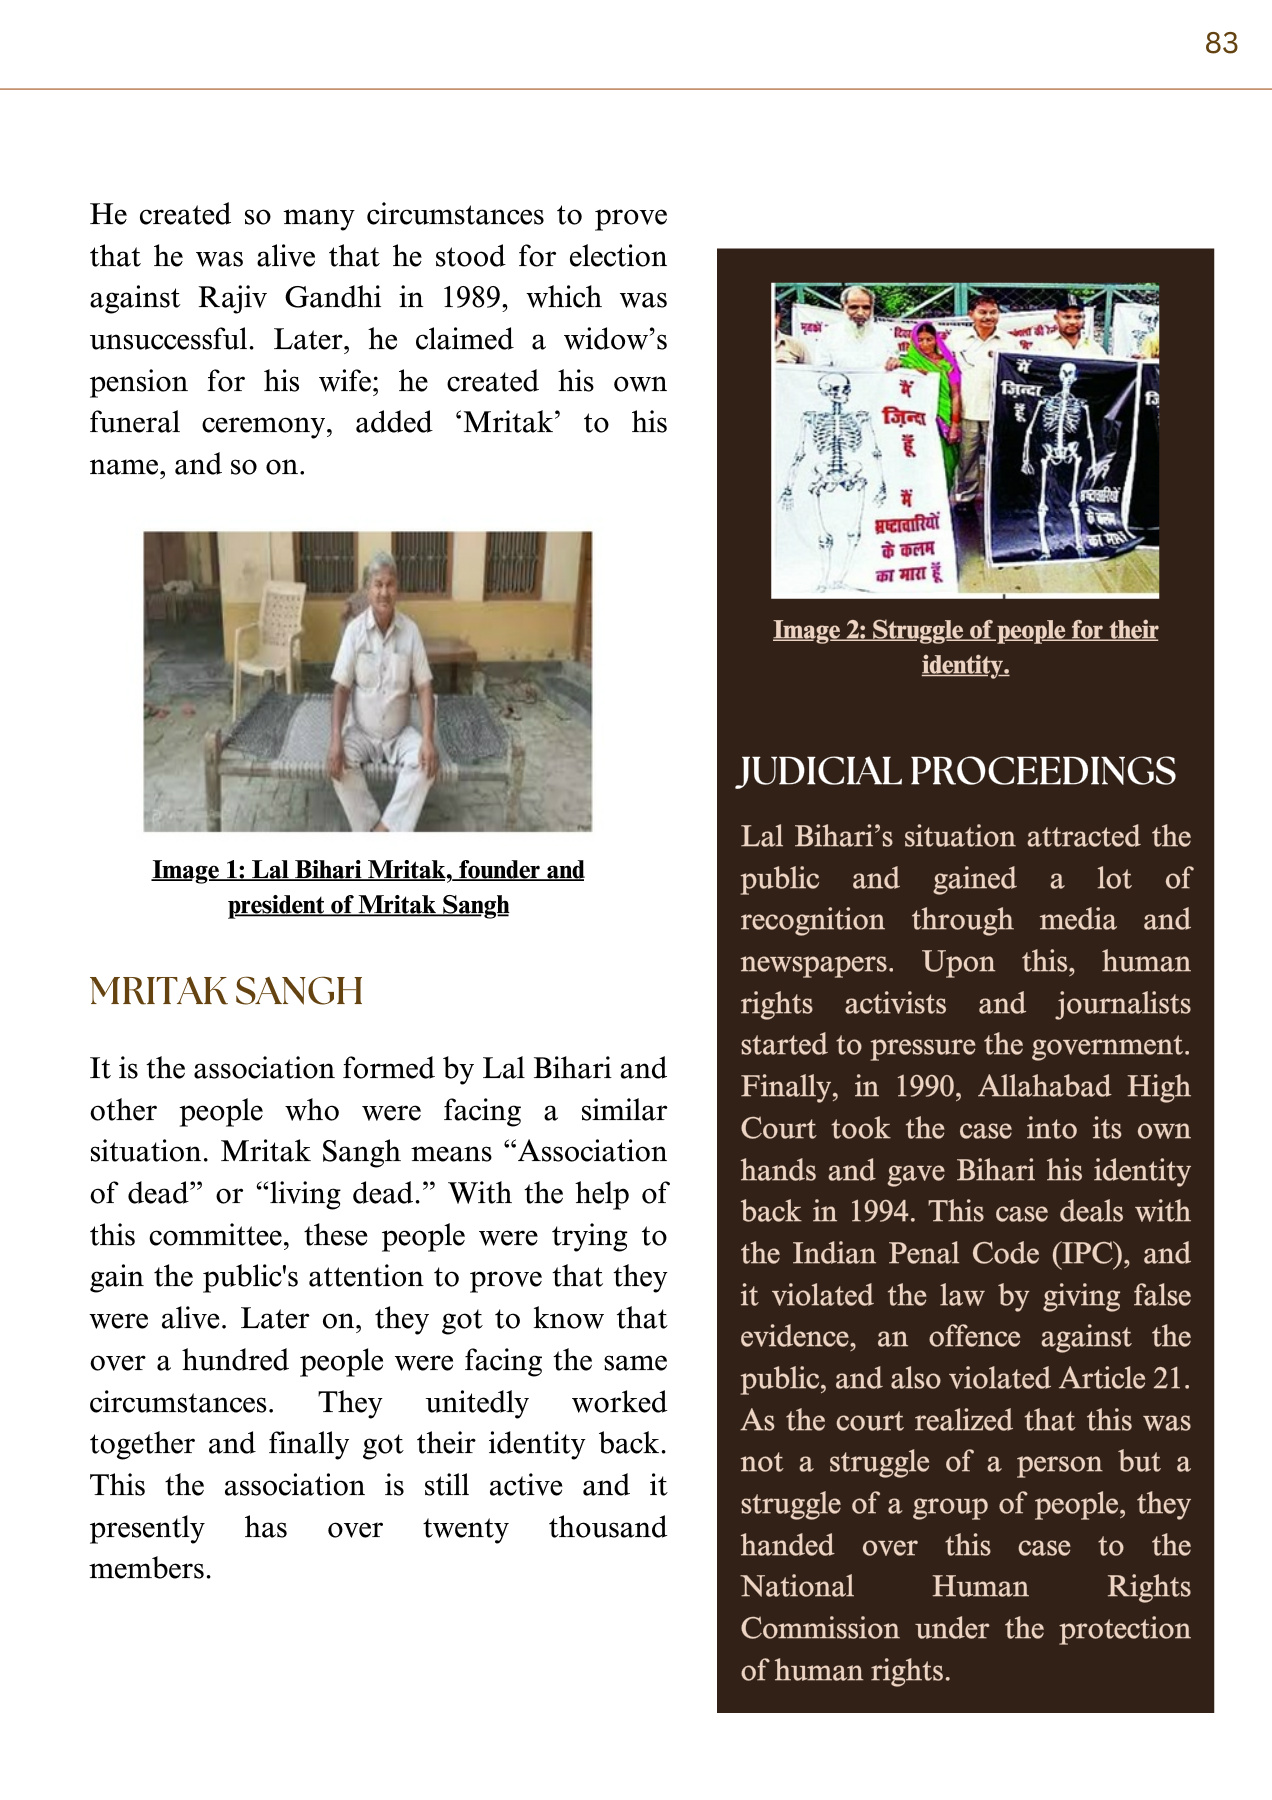 83
He created so many circumstances to prove
that he was alive that he stood for election
against Rajiv Gandhi in 1989, which was
unsuccessful. Later, he claimed a widow’s
pension for his wife; he created his own
funeral ceremony, added ‘Mritak’ to his
name, and so on.
Image 1: Lal Bihari Mritak, founder and
president of Mritak Sangh
MRITAK SANGH
It is the association formed by Lal Bihari and
other people who were facing a similar
situation. Mritak Sangh means “Association
of dead” or “living dead.” With the help of
this committee, these people were trying to
gain the public's attention to prove that they
were alive. Later on, they got to know that
over a hundred people were facing the same
circumstances. They unitedly worked
together and finally got their identity back.
This the association is still active and it
presently has over twenty thousand
members.
मैं
ज़िन्दा
हूँ
मैं
भ्रष्टाचारियों
के कलम
का मारा हूँ
मैं
ज़िन्दा
हूँ
भ्रष्टाचारियों
के कलम
का मारा
Image 2: Struggle of people for their
identity.
JUDICIAL PROCEEDINGS
Lal Bihari’s situation attracted the
public and gained a lot of
recognition through media and
newspapers. Upon this, human
rights activists and journalists
started to pressure the government.
Finally, in 1990, Allahabad High
Court took the case into its own
hands and gave Bihari his identity
back in 1994. This case deals with
the Indian Penal Code (IPC), and
it violated the law by giving false
evidence, an offence against the
public, and also violated Article 21.
As the court realized that this was
not a struggle of a person but a
struggle of a group of people, they
handed over this case to the
National Human Rights
Commission under the protection
of human rights.